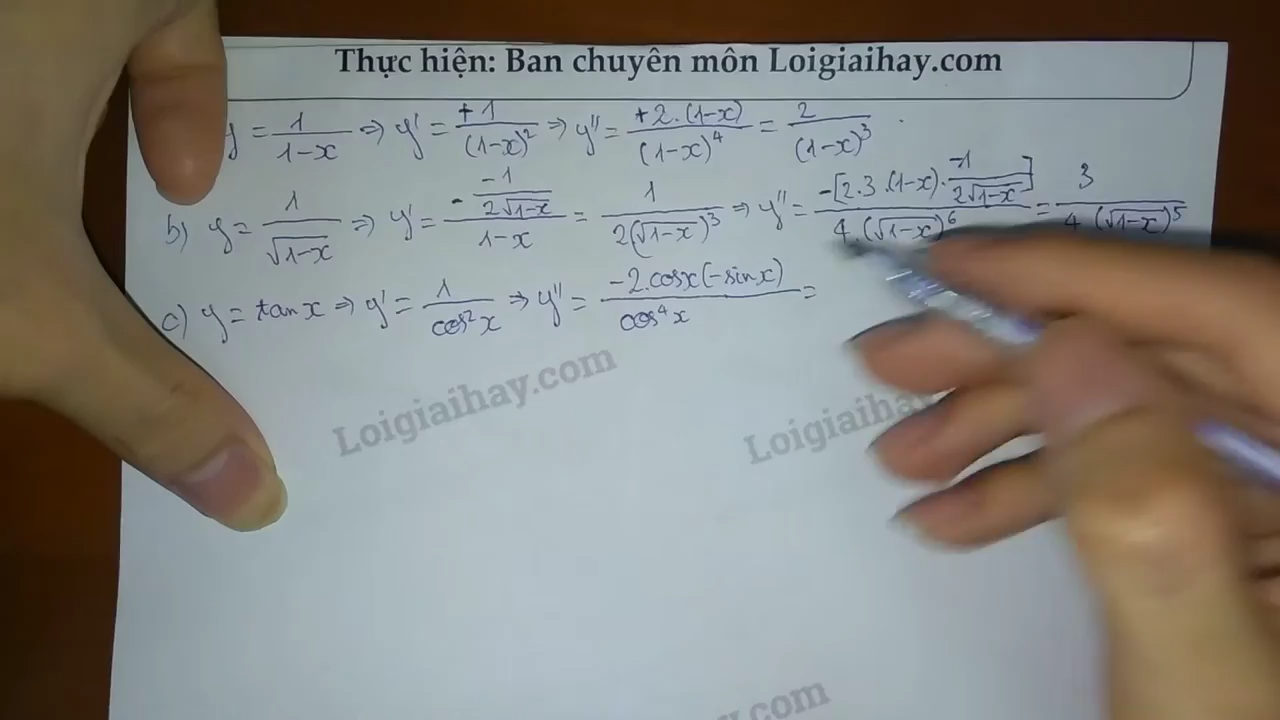 Thực hiện: Ban chuyên môn Loigiaihay.com
y = 1/(1-x) ⇒ y' = +1/(1-x)² ⇒ y'' = +2.(1-x)/(1-x)⁴ = 2/(1-x)³
b) y = 1/√(1-x) ⇒ y' = -(-1/(2√(1-x)))/(1-x) = 1/(2(√(1-x))³) ⇒ y'' = -[2.3.(1-x).(-1/(2√(1-x)))]/(4.(√(1-x))⁶) = 3/(4.(√(1-x))⁵)
c) y = tan x ⇒ y' = 1/cos²x ⇒ y'' = -2.cosx(-sinx)/cos⁴x =
Loigiaihay.com
Loigiaihay
.com